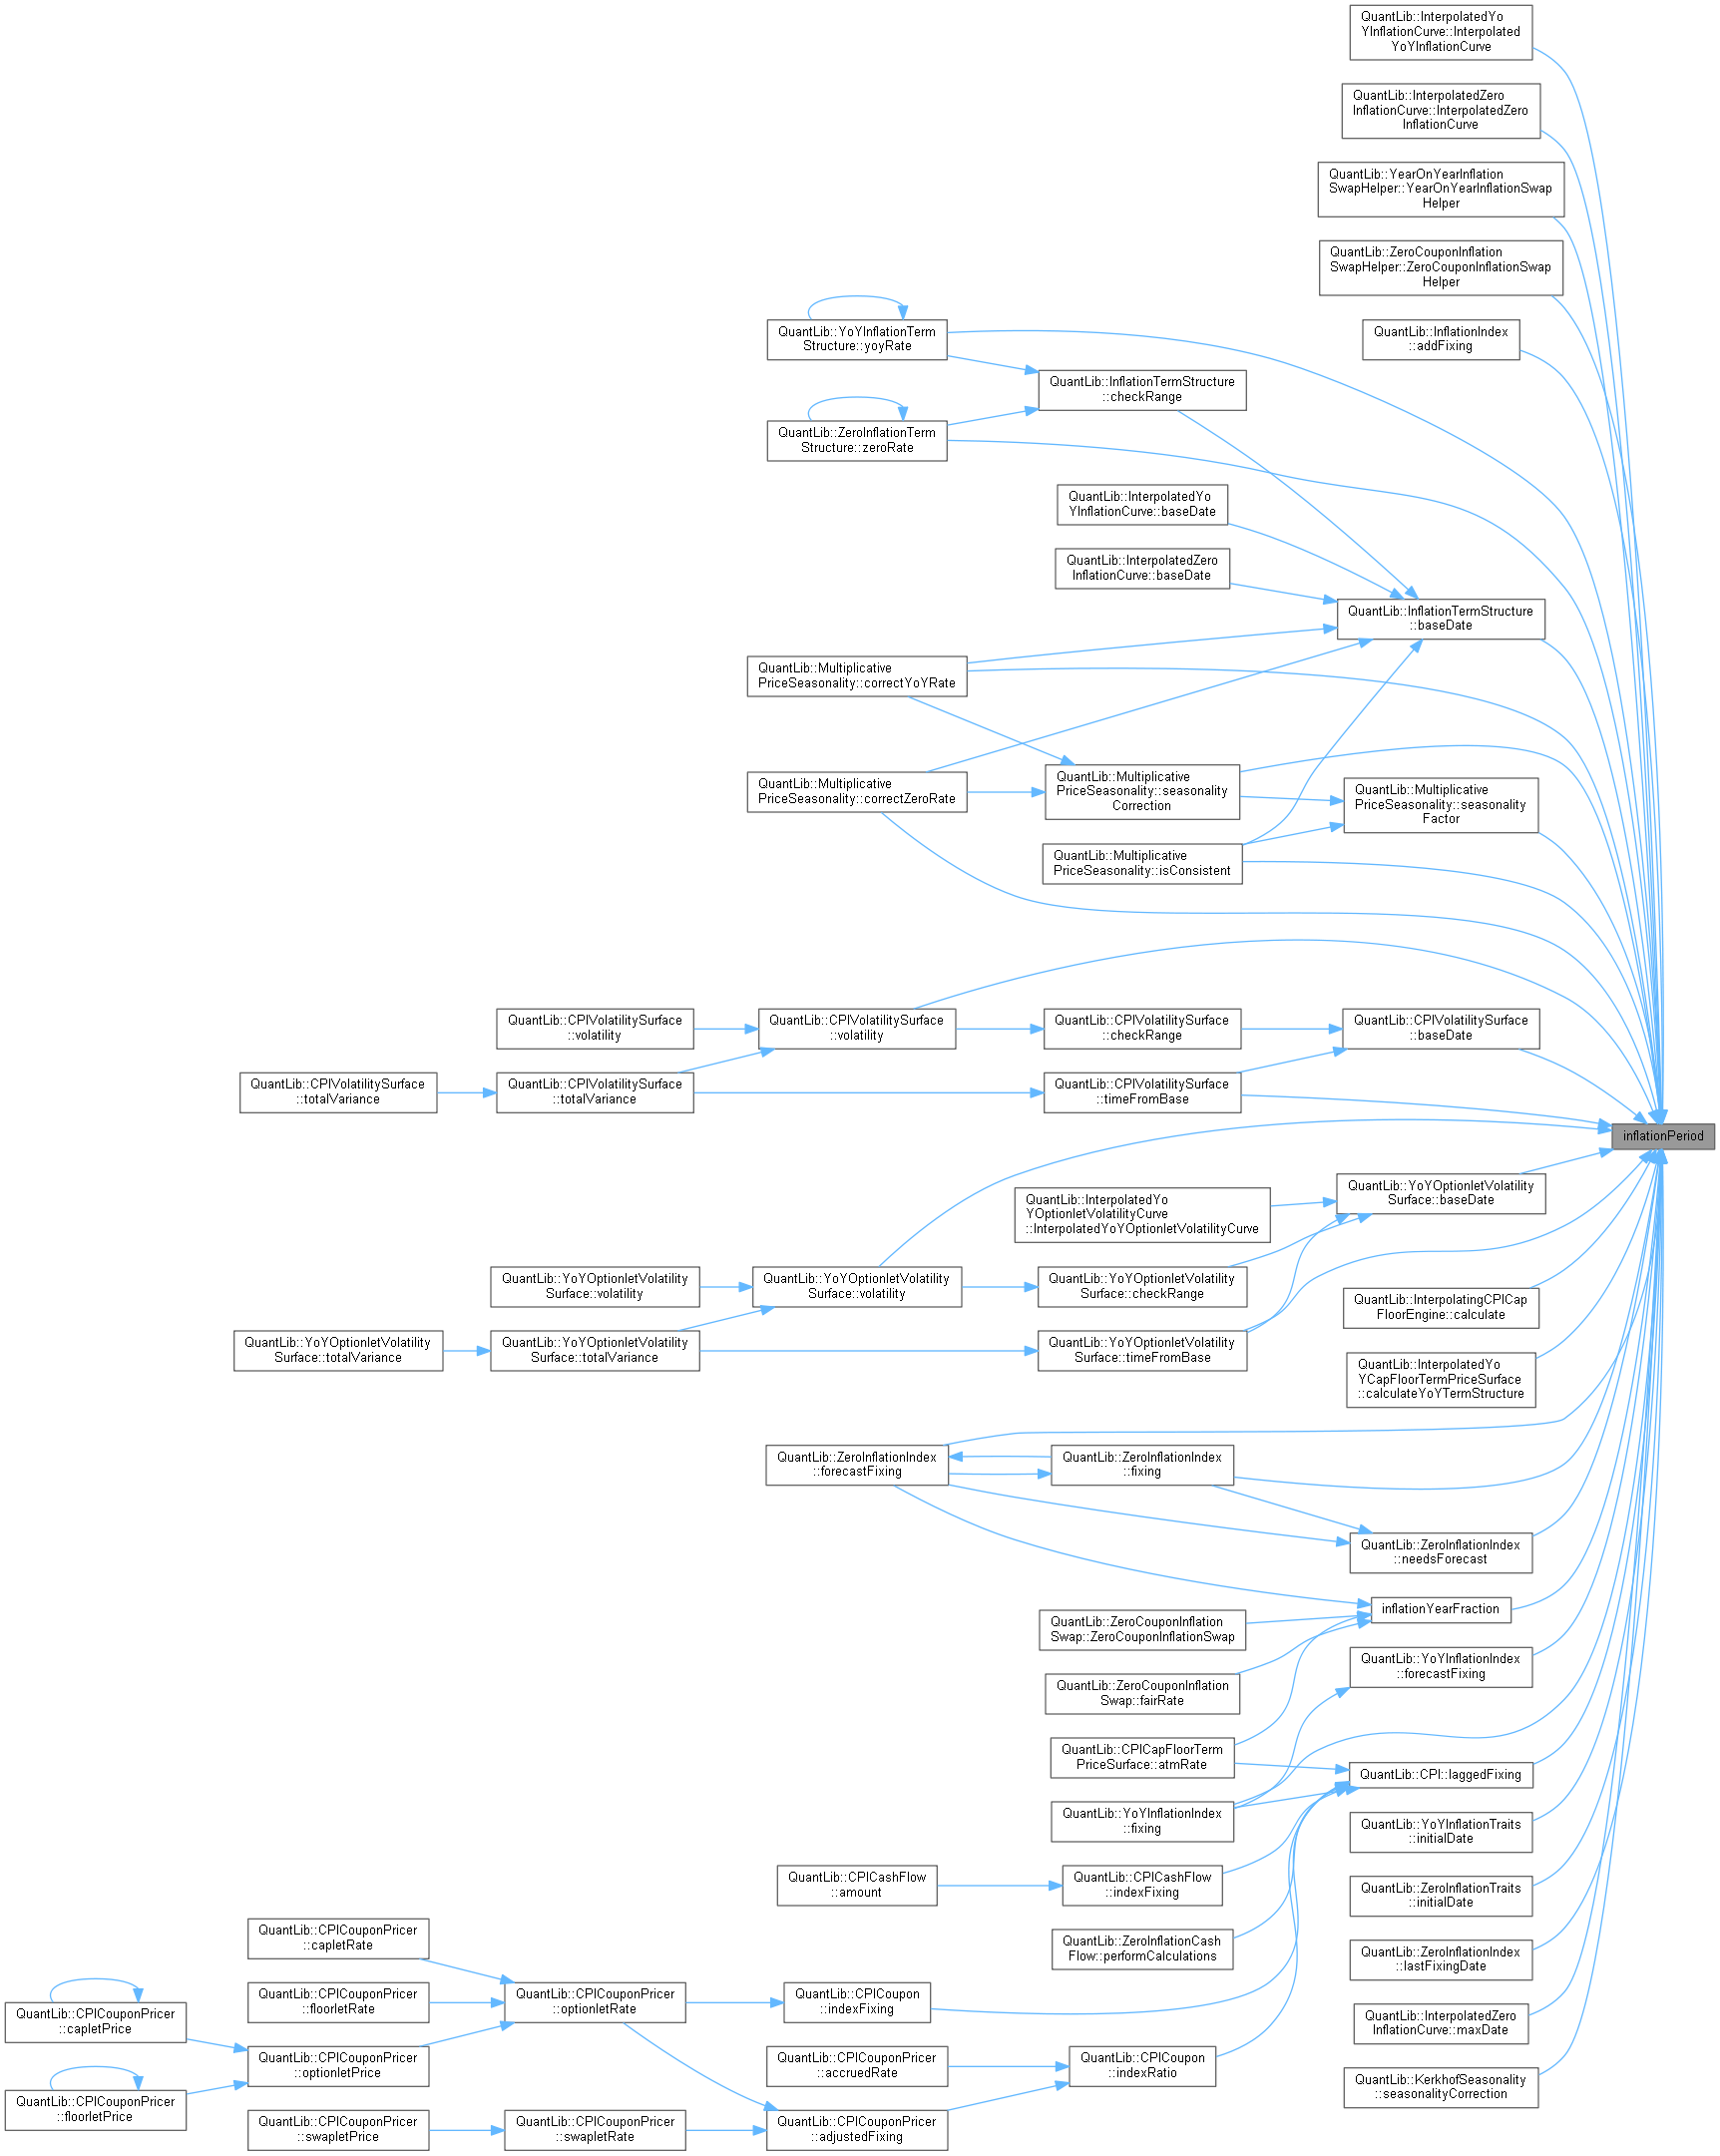 QuantLib::InterpolatedYo
YInflationCurve::Interpolated
YoYInflationCurve
QuantLib::InterpolatedZero
InflationCurve::InterpolatedZero
InflationCurve
QuantLib::YearOnYearInflation
SwapHelper::YearOnYearInflationSwap
Helper
QuantLib::ZeroCouponInflation
SwapHelper::ZeroCouponInflationSwap
Helper
QuantLib::InflationIndex
::addFixing
QuantLib::YoYInflationTerm
Structure::yoyRate
QuantLib::InflationTermStructure
::checkRange
QuantLib::ZeroInflationTerm
Structure::zeroRate
QuantLib::InterpolatedYo
YInflationCurve::baseDate
QuantLib::InterpolatedZero
InflationCurve::baseDate
QuantLib::InflationTermStructure
::baseDate
QuantLib::Multiplicative
PriceSeasonality::correctYoYRate
QuantLib::Multiplicative
PriceSeasonality::correctZeroRate
QuantLib::Multiplicative
PriceSeasonality::seasonality
Correction
QuantLib::Multiplicative
PriceSeasonality::seasonality
Factor
QuantLib::Multiplicative
PriceSeasonality::isConsistent
QuantLib::CPIVolatilitySurface
::volatility
QuantLib::CPIVolatilitySurface
::volatility
QuantLib::CPIVolatilitySurface
::checkRange
QuantLib::CPIVolatilitySurface
::baseDate
QuantLib::CPIVolatilitySurface
::totalVariance
QuantLib::CPIVolatilitySurface
::totalVariance
QuantLib::CPIVolatilitySurface
::timeFromBase
inflationPeriod
QuantLib::InterpolatedYo
YOptionletVolatilityCurve
::InterpolatedYoYOptionletVolatilityCurve
QuantLib::YoYOptionletVolatility
Surface::baseDate
QuantLib::YoYOptionletVolatility
Surface::volatility
QuantLib::YoYOptionletVolatility
Surface::volatility
QuantLib::YoYOptionletVolatility
Surface::checkRange
QuantLib::InterpolatingCPICap
FloorEngine::calculate
QuantLib::YoYOptionletVolatility
Surface::totalVariance
QuantLib::YoYOptionletVolatility
Surface::totalVariance
QuantLib::YoYOptionletVolatility
Surface::timeFromBase
QuantLib::InterpolatedYo
YCapFloorTermPriceSurface
::calculateYoYTermStructure
QuantLib::ZeroInflationIndex
::forecastFixing
QuantLib::ZeroInflationIndex
::fixing
QuantLib::ZeroInflationIndex
::needsForecast
inflationYearFraction
QuantLib::ZeroCouponInflation
Swap::ZeroCouponInflationSwap
QuantLib::YoYInflationIndex
::forecastFixing
QuantLib::ZeroCouponInflation
Swap::fairRate
QuantLib::CPICapFloorTerm
PriceSurface::atmRate
QuantLib::CPI::laggedFixing
QuantLib::YoYInflationIndex
::fixing
QuantLib::YoYInflationTraits
::initialDate
QuantLib::CPICashFlow
::amount
QuantLib::CPICashFlow
::indexFixing
QuantLib::ZeroInflationTraits
::initialDate
QuantLib::CPICouponPricer
::capletRate
QuantLib::ZeroInflationCash
Flow::performCalculations
QuantLib::ZeroInflationIndex
::lastFixingDate
QuantLib::CPICouponPricer
::floorletRate
QuantLib::CPICouponPricer
::optionletRate
QuantLib::CPICoupon
::indexFixing
QuantLib::CPICouponPricer
::capletPrice
QuantLib::InterpolatedZero
InflationCurve::maxDate
QuantLib::CPICouponPricer
::optionletPrice
QuantLib::CPICouponPricer
::accruedRate
QuantLib::CPICoupon
::indexRatio
QuantLib::KerkhofSeasonality
::seasonalityCorrection
QuantLib::CPICouponPricer
::floorletPrice
QuantLib::CPICouponPricer
::swapletPrice
QuantLib::CPICouponPricer
::swapletRate
QuantLib::CPICouponPricer
::adjustedFixing